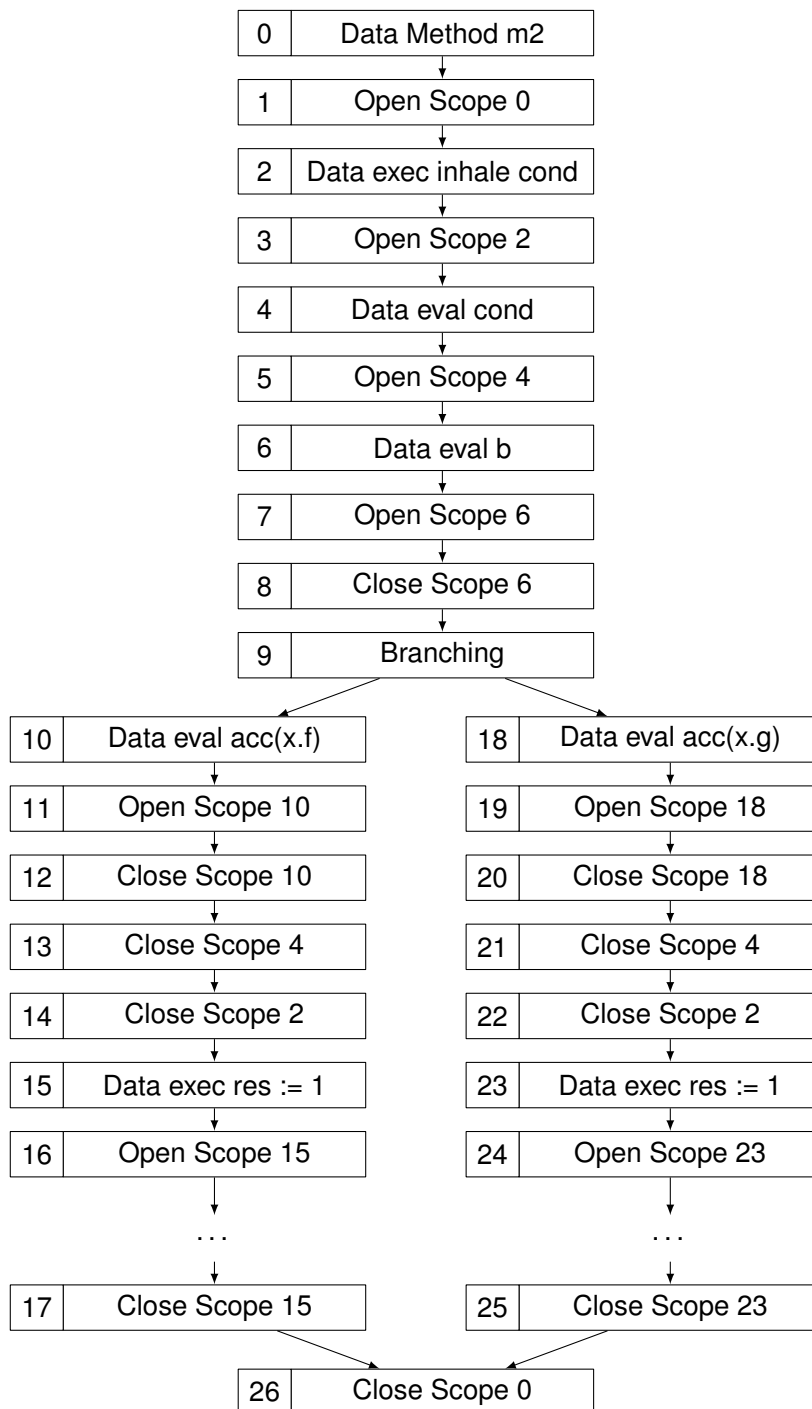 0 Data Method m2
1 Open Scope 0
2 Data exec inhale cond
3 Open Scope 2
4 Data eval cond
5 Open Scope 4
6 Data eval b
7 Open Scope 6
8 Close Scope 6
9 Branching
10 Data eval acc(x.f)
11 Open Scope 10
12 Close Scope 10
13 Close Scope 4
14 Close Scope 2
15 Data exec res := 1
16 Open Scope 15
...
17 Close Scope 15
18 Data eval acc(x.g)
19 Open Scope 18
20 Close Scope 18
21 Close Scope 4
22 Close Scope 2
23 Data exec res := 1
24 Open Scope 23
...
25 Close Scope 23
26 Close Scope 0